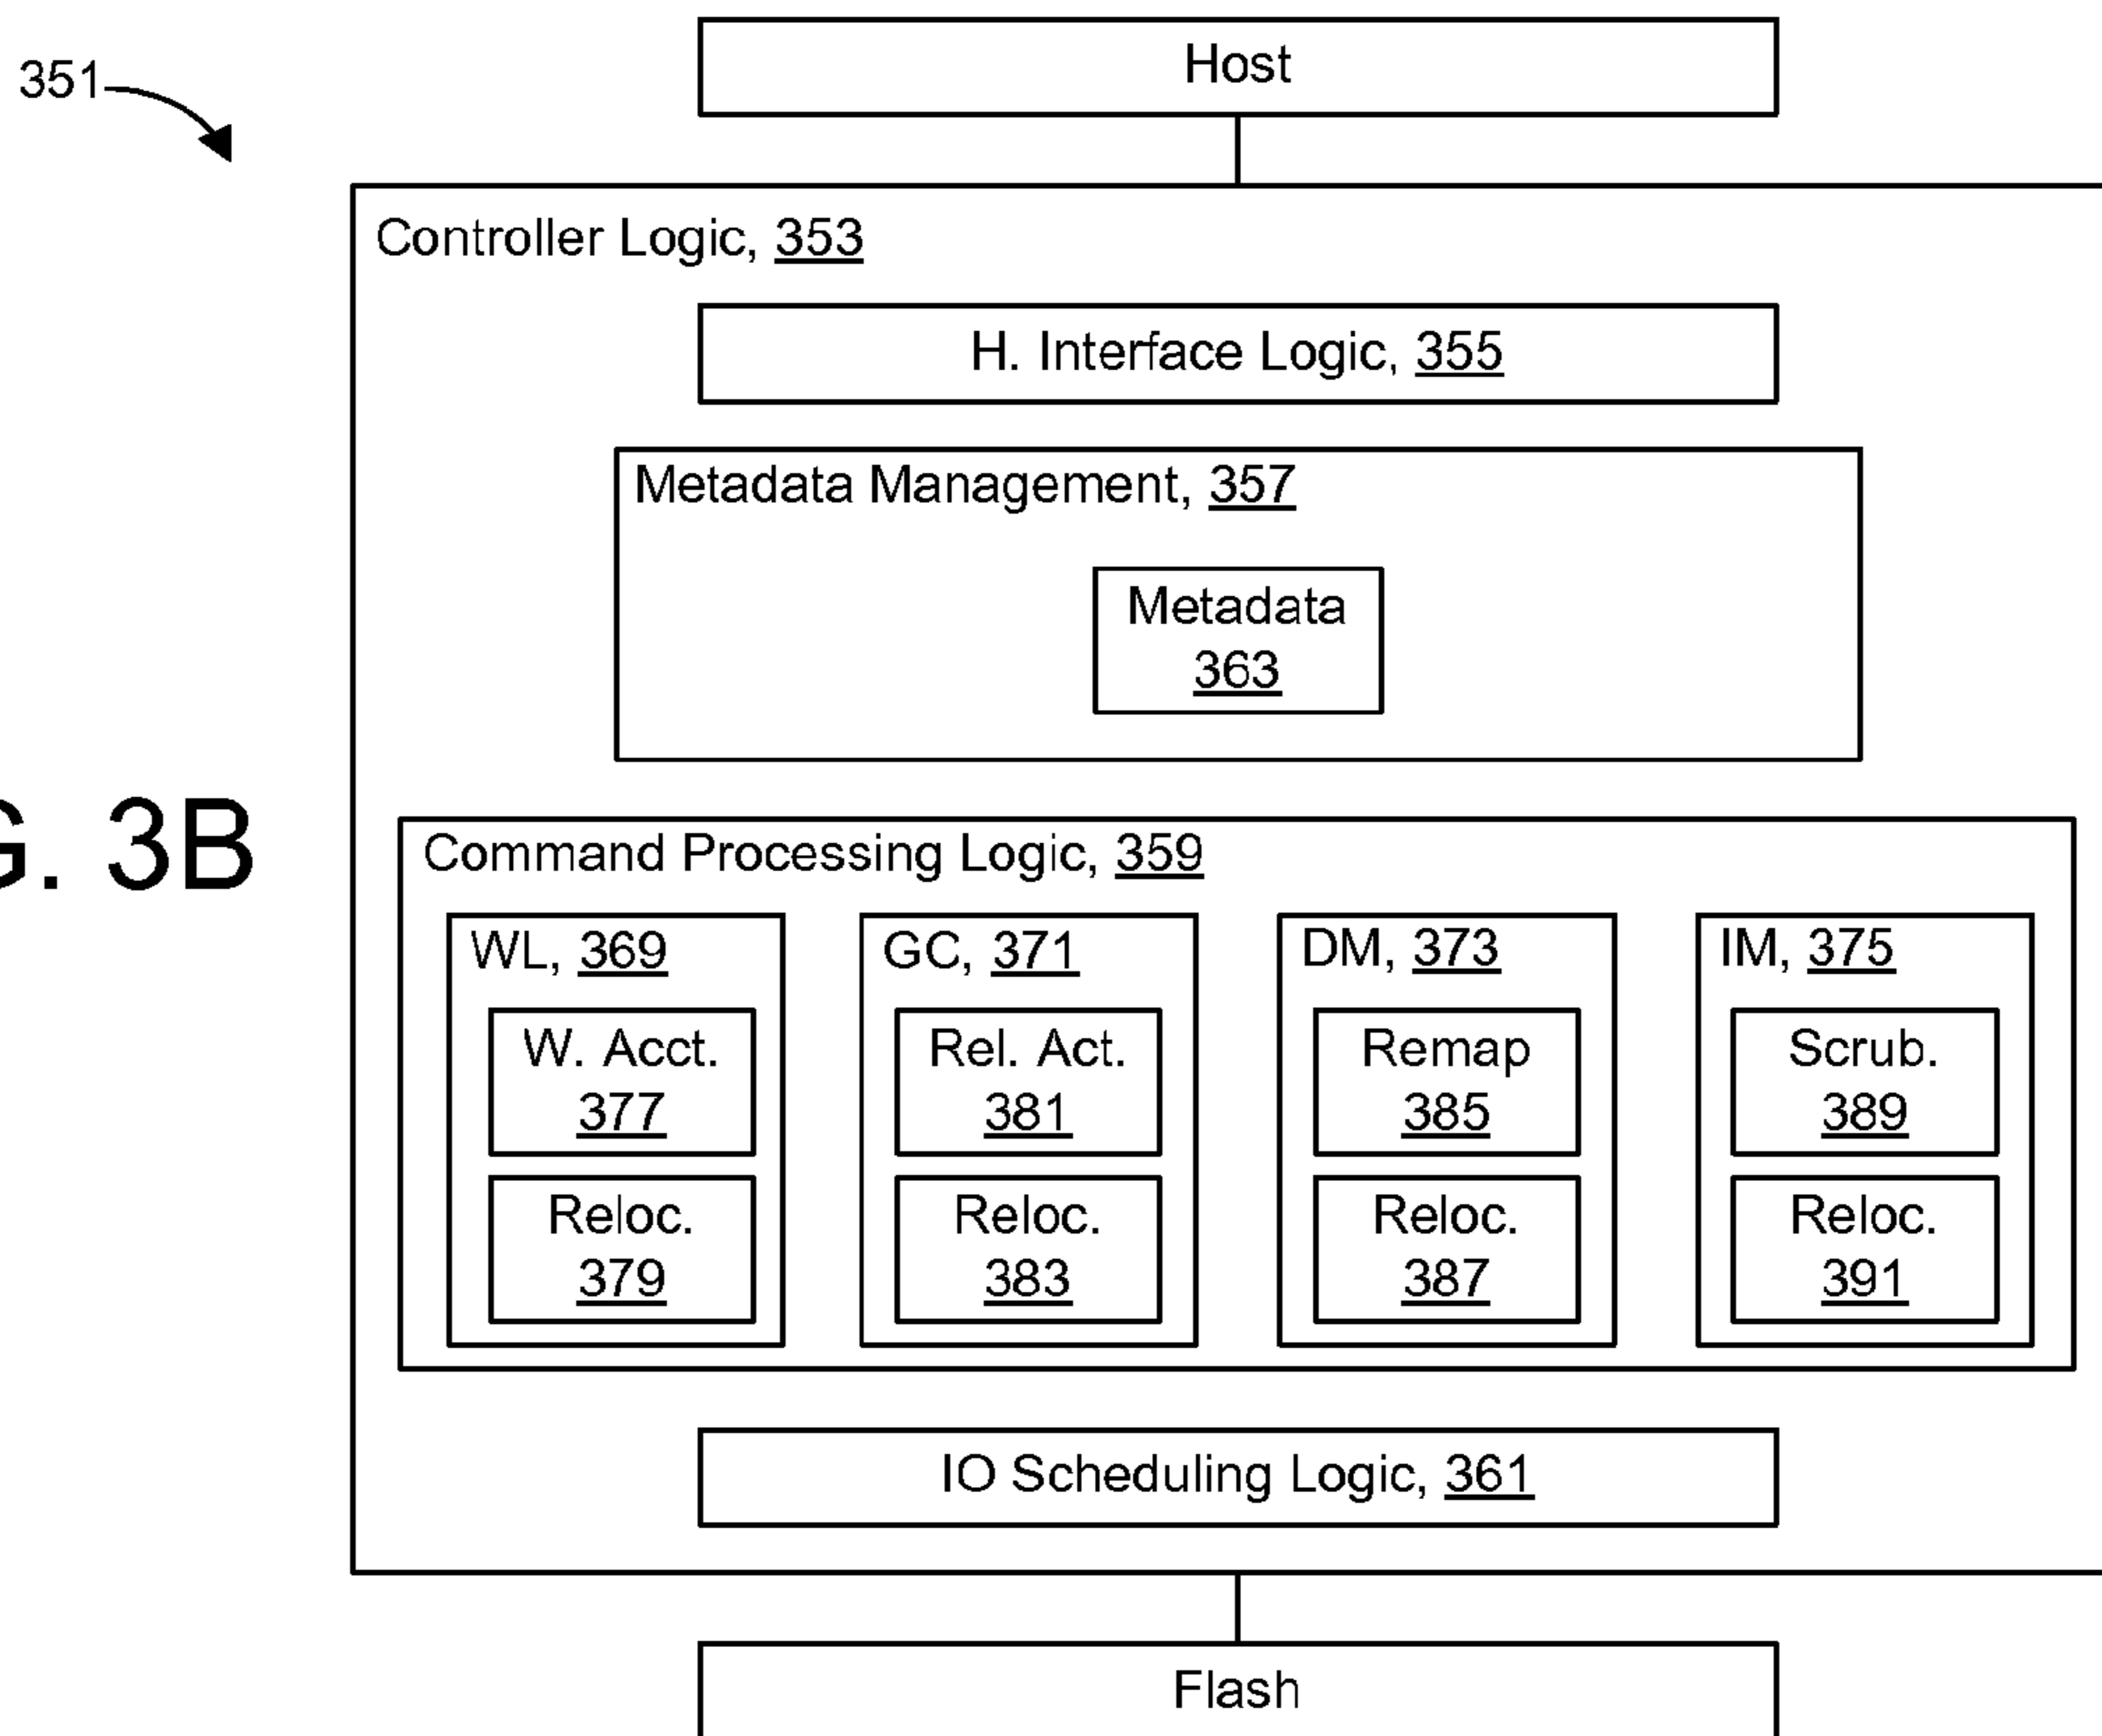 Host
351
Controller Logic, 353
H. Interface Logic, 355
Metadata Management, 357
Metadata
363
G. 3B
Command Processing Logic, 359
WL, 369
GC, 371
DM, 373
IM, 375
W. Acct.
377
Rel. Act.
381
Remap
385
Scrub.
389
Reloc.
379
Reloc.
383
Reloc.
387
Reloc.
391
IO Scheduling Logic, 361
Flash